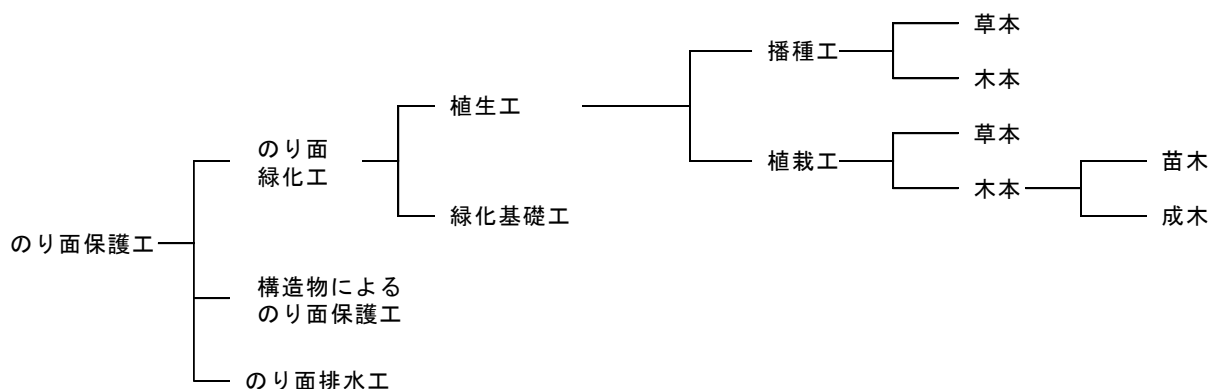 のり面保護工
のり面
緑化工
植生工
播種工
草本
木本
植栽工
草本
木本
苗木
成木
緑化基礎工
構造物による
のり面保護工
のり面排水工